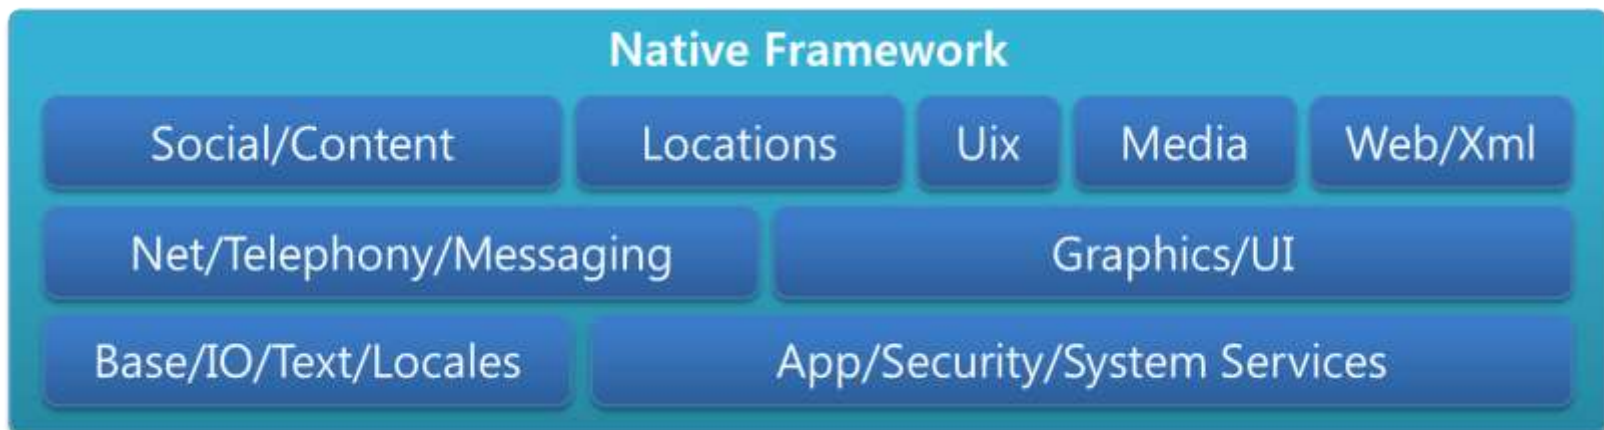 Native Framework
Social/Content Locations Uix Media Web/Xml
Net/Telephony/Messaging Graphics/UI
Base/IO/Text/Locales App/Security/System Services